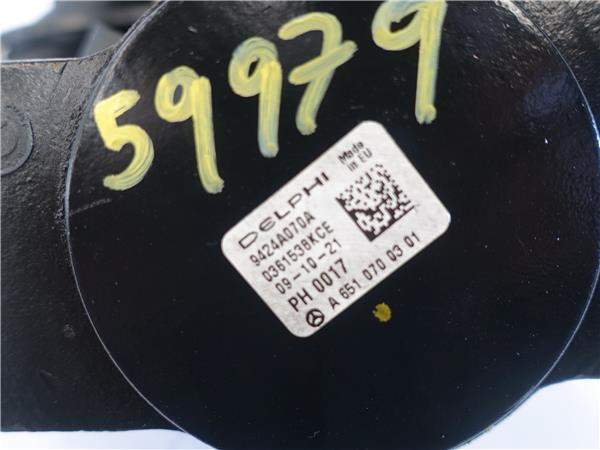 59979
DELPHI
Made
in EU
9424A070A
0361538KCE
09-10-21
PH 0017
A 651 070 03 01